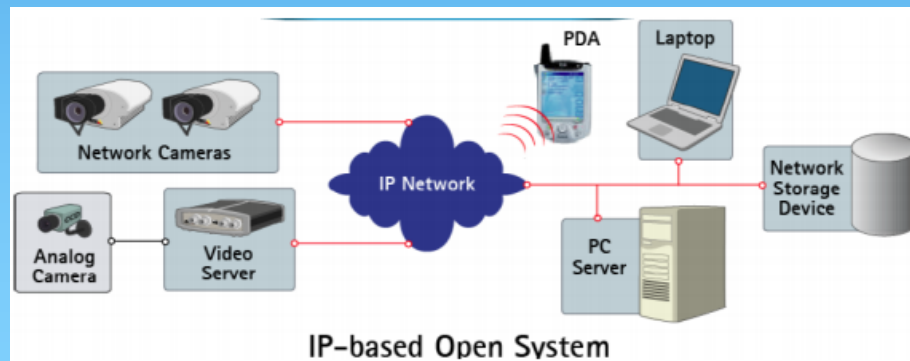 PDA
Laptop
Network Cameras
IP Network
Network
Storage
Device
Analog
Camera
Video
Server
PC
Server
IP-based Open System